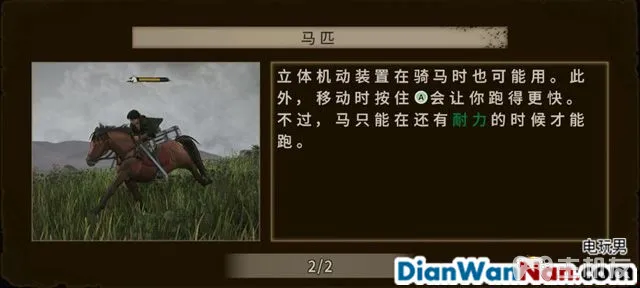 马匹
立体机动装置在骑马时也可能用。此
外，移动时按住A会让你跑得更快。
不过，马只能在还有耐力的时候才能
跑。
2/2
电玩男
DianWanNan.com